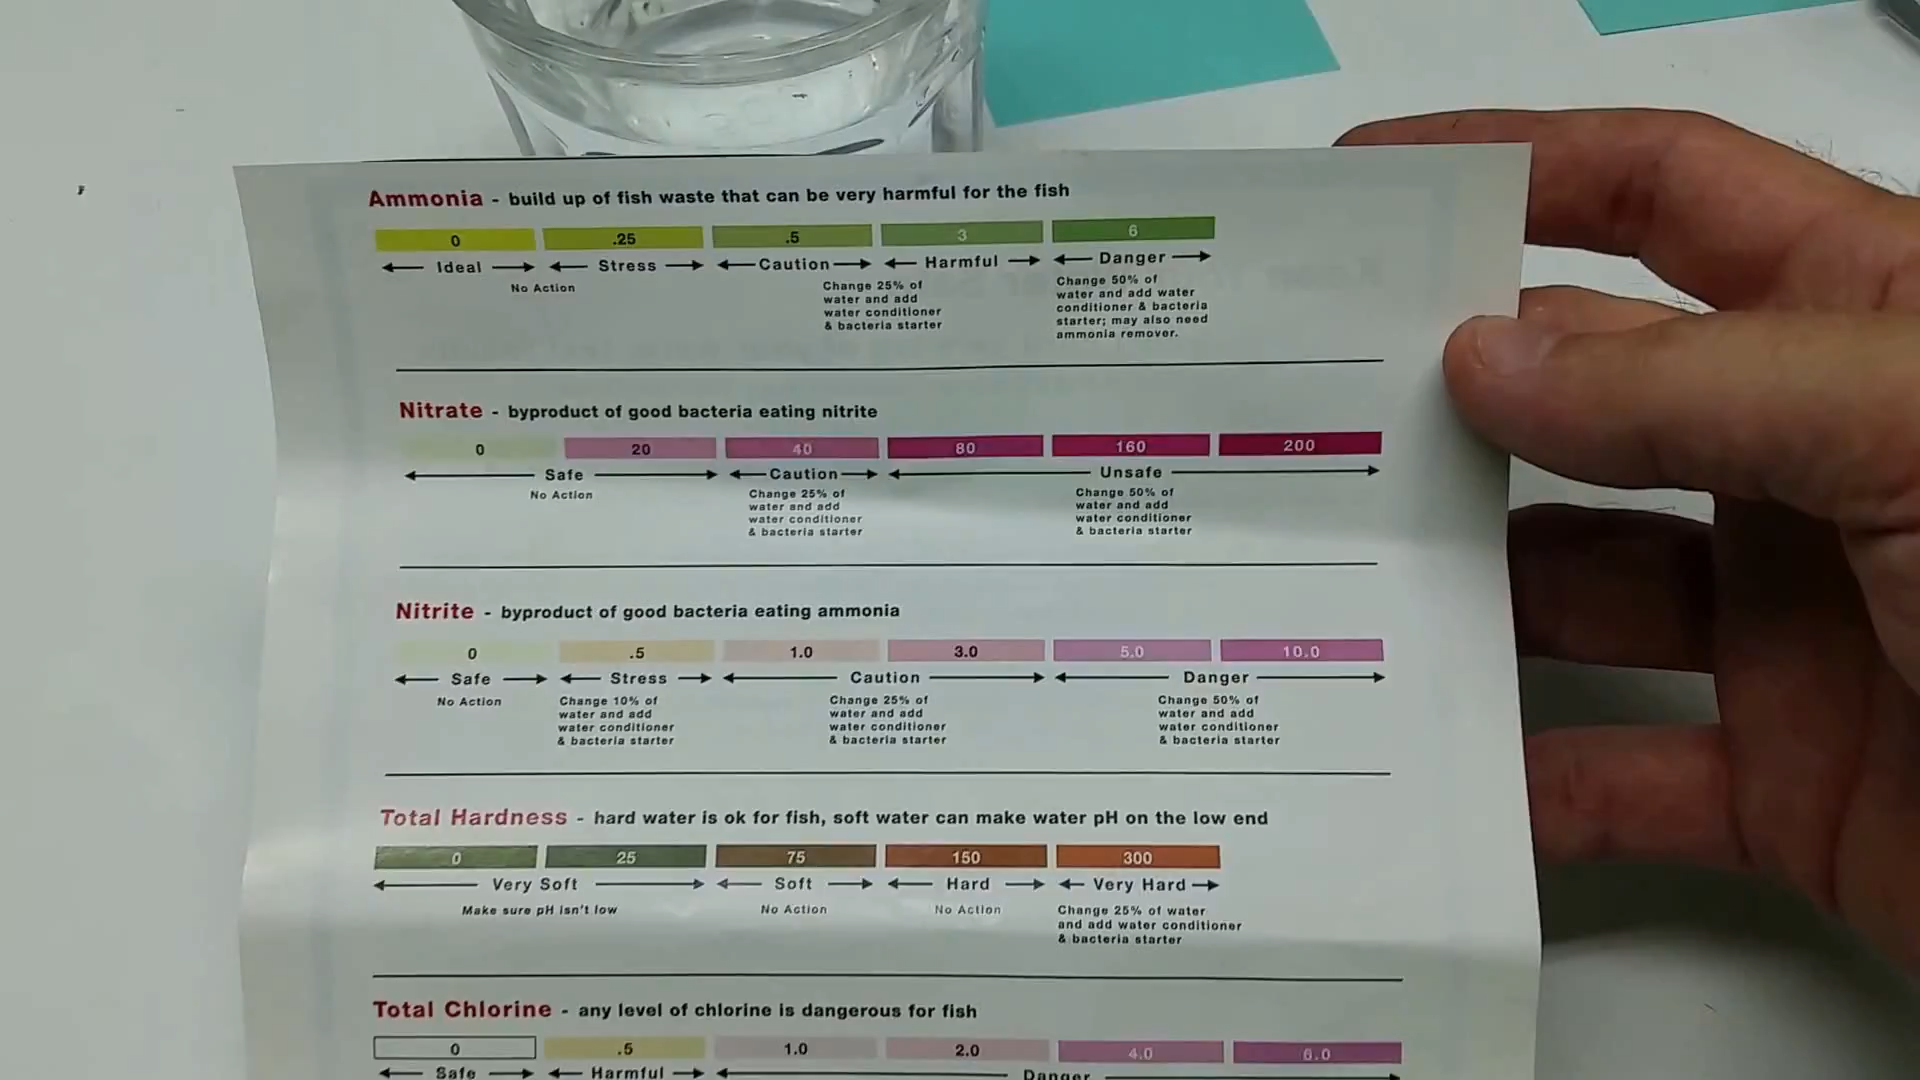 Ammonia - build up of fish waste that can be very harmful for the fish
0 .25 .5 3 6
Ideal Stress Caution Harmful Danger
No Action
Change 25% of
water and add
water conditioner
& bacteria starter
Change 50% of
water and add water
conditioner & bacteria
starter; may also need
ammonia remover.
Nitrate - byproduct of good bacteria eating nitrite
0 20 40 80 160 200
Safe Caution Unsafe
No Action
Change 25% of
water and add
water conditioner
& bacteria starter
Change 50% of
water and add
water conditioner
& bacteria starter
Nitrite - byproduct of good bacteria eating ammonia
0 .5 1.0 3.0 5.0 10.0
Safe Stress Caution Danger
No Action
Change 10% of
water and add
water conditioner
& bacteria starter
Change 25% of
water and add
water conditioner
& bacteria starter
Change 50% of
water and add
water conditioner
& bacteria starter
Total Hardness - hard water is ok for fish, soft water can make water pH on the low end
0 25 75 150 300
Very Soft Soft Hard Very Hard
Make sure pH isn't low
No Action
No Action
Change 25% of water
and add water conditioner
& bacteria starter
Total Chlorine - any level of chlorine is dangerous for fish
0 .5 1.0 2.0 4.0 6.0
Safe Harmful Danger